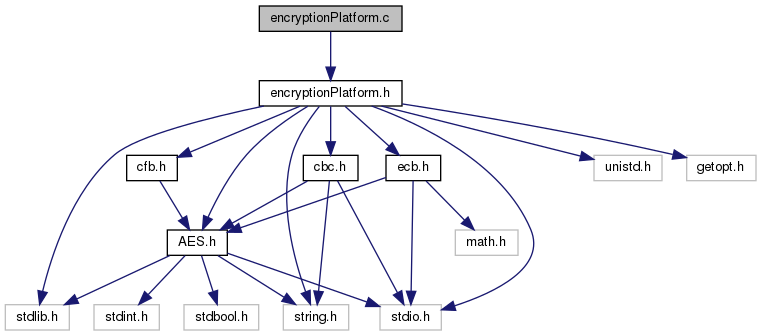 encryptionPlatform.c
encryptionPlatform.h
cfb.h
cbc.h
ecb.h
unistd.h
getopt.h
AES.h
math.h
stdlib.h
stdint.h
stdbool.h
string.h
stdio.h